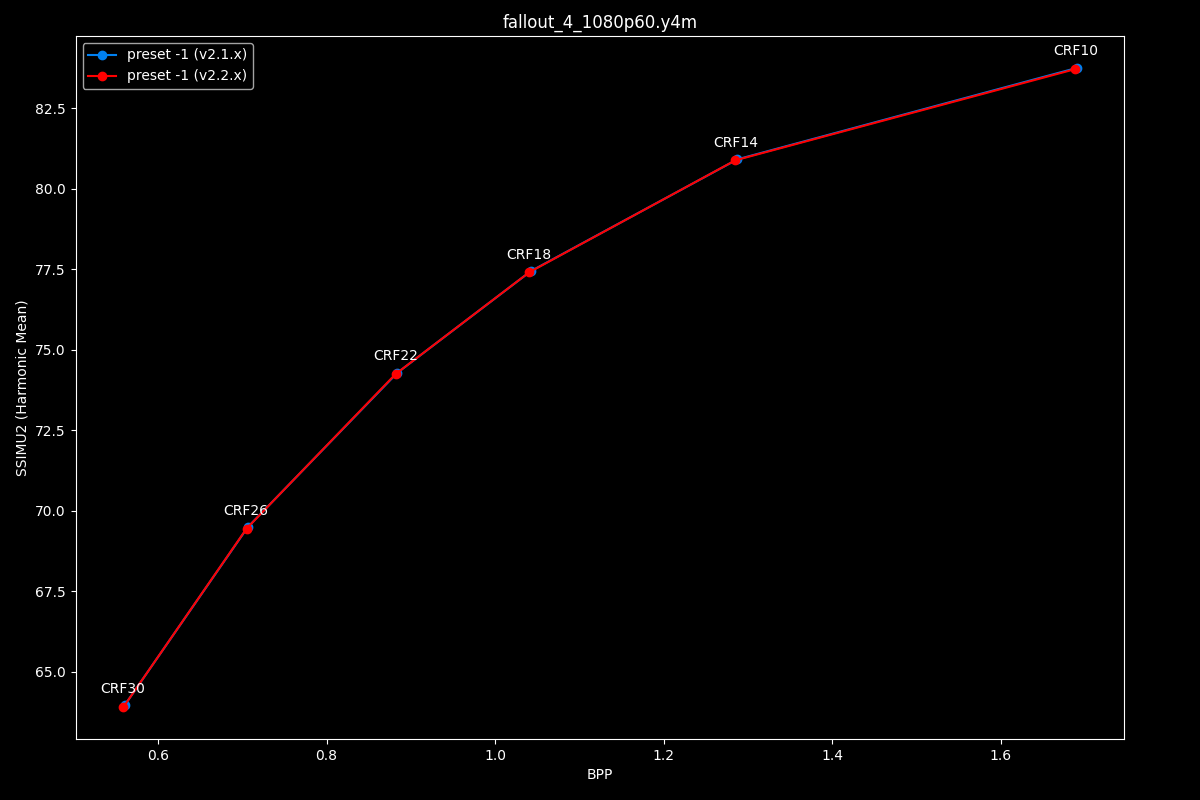 fallout_4_1080p60.y4m
preset -1 (v2.1.x)
preset -1 (v2.2.x)
CRF10
CRF14
CRF18
CRF22
CRF26
CRF30
SSIMU2 (Harmonic Mean)
82.5
80.0
77.5
75.0
72.5
70.0
67.5
65.0
0.6 0.8 1.0 1.2 1.4 1.6
BPP